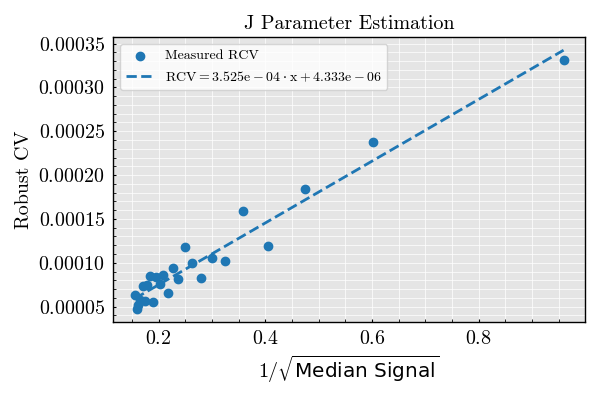 J Parameter Estimation
Measured RCV
RCV = 3.525e − 04 · x + 4.333e − 06
Robust CV
0.00035
0.00030
0.00025
0.00020
0.00015
0.00010
0.00005
0.2 0.4 0.6 0.8
1/√Median Signal